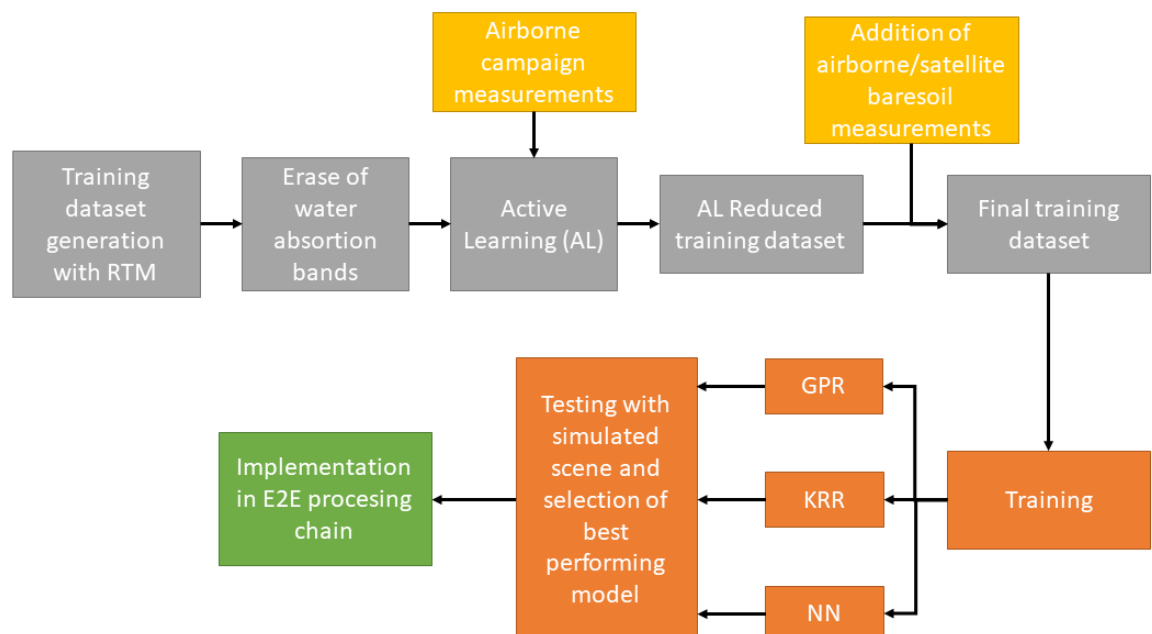 Airborne
campaign
measurements
Addition of
airborne/satellite
baresoil
measurements
Training
dataset
generation
with RTM
Erase of
water
absortion
bands
Active
Learning (AL)
AL Reduced
training dataset
Final training
dataset
Training
GPR
KRR
NN
Testing with
simulated
scene and
selection of
best
performing
model
Implementation
in E2E procesing
chain